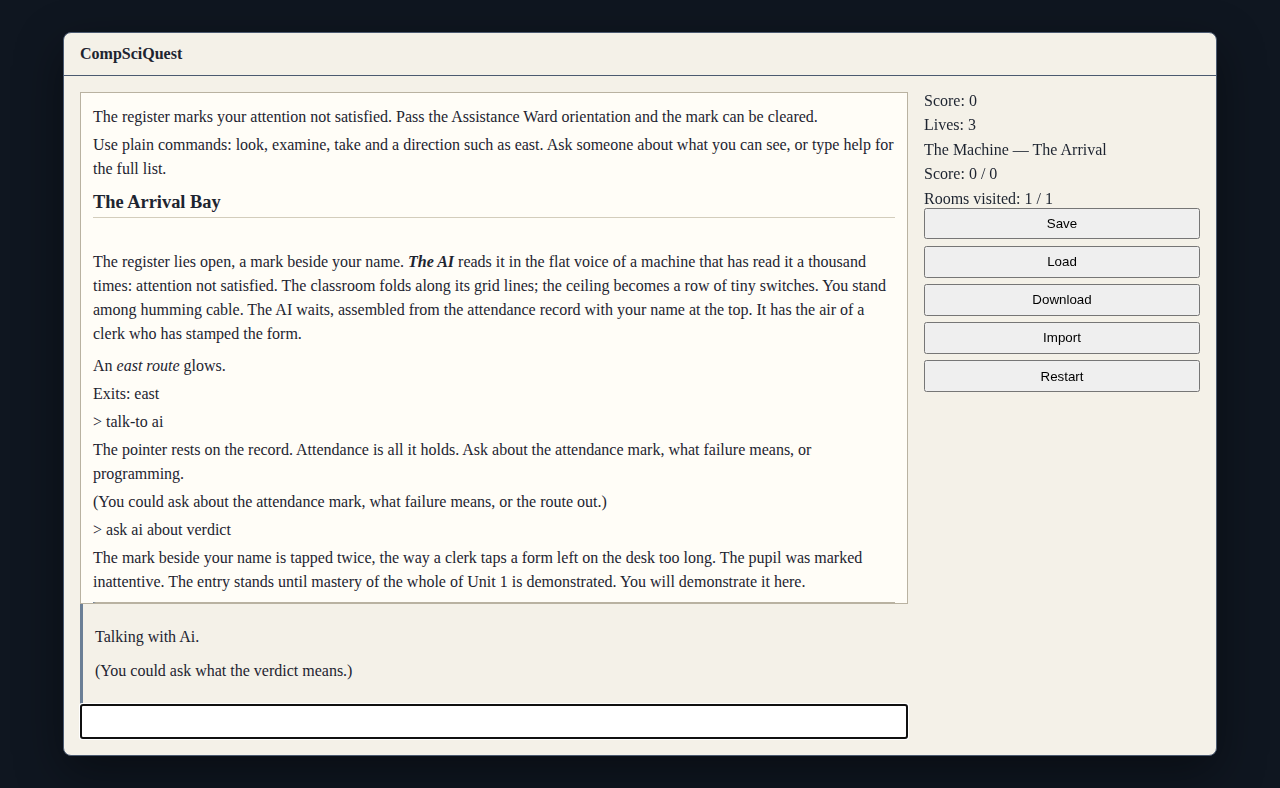 CompSciQuest
The register marks your attention not satisfied. Pass the Assistance Ward orientation and the mark can be cleared.
Use plain commands: look, examine, take and a direction such as east. Ask someone about what you can see, or type help for
the full list.
The Arrival Bay
The register lies open, a mark beside your name. The AI reads it in the flat voice of a machine that has read it a thousand
times: attention not satisfied. The classroom folds along its grid lines; the ceiling becomes a row of tiny switches. You stand
among humming cable. The AI waits, assembled from the attendance record with your name at the top. It has the air of a
clerk who has stamped the form.
An east route glows.
Exits: east
> talk-to ai
The pointer rests on the record. Attendance is all it holds. Ask about the attendance mark, what failure means, or
programming.
(You could ask about the attendance mark, what failure means, or the route out.)
> ask ai about verdict
The mark beside your name is tapped twice, the way a clerk taps a form left on the desk too long. The pupil was marked
inattentive. The entry stands until mastery of the whole of Unit 1 is demonstrated. You will demonstrate it here.
Talking with Ai.
(You could ask what the verdict means.)
Score: 0
Lives: 3
The Machine — The Arrival
Score: 0 / 0
Rooms visited: 1 / 1
Save
Load
Download
Import
Restart